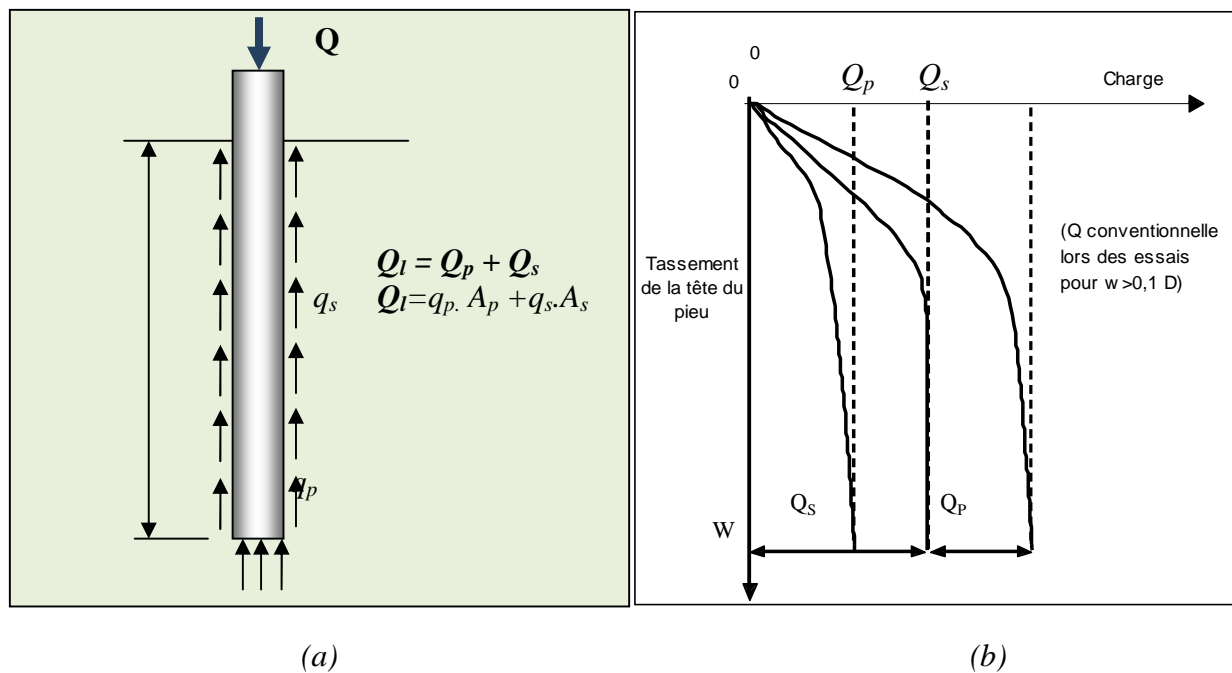 Q
Q_l = Q_p + Q_s
Q_l=q_p. A_p +q_s.A_s
q_s
q_p
(a)
0
0
Q_p
Q_s
Charge
Tassement
de la tête du
pieu
(Q conventionnelle
lors des essais
pour w >0,1 D)
Q_S
Q_P
W
(b)